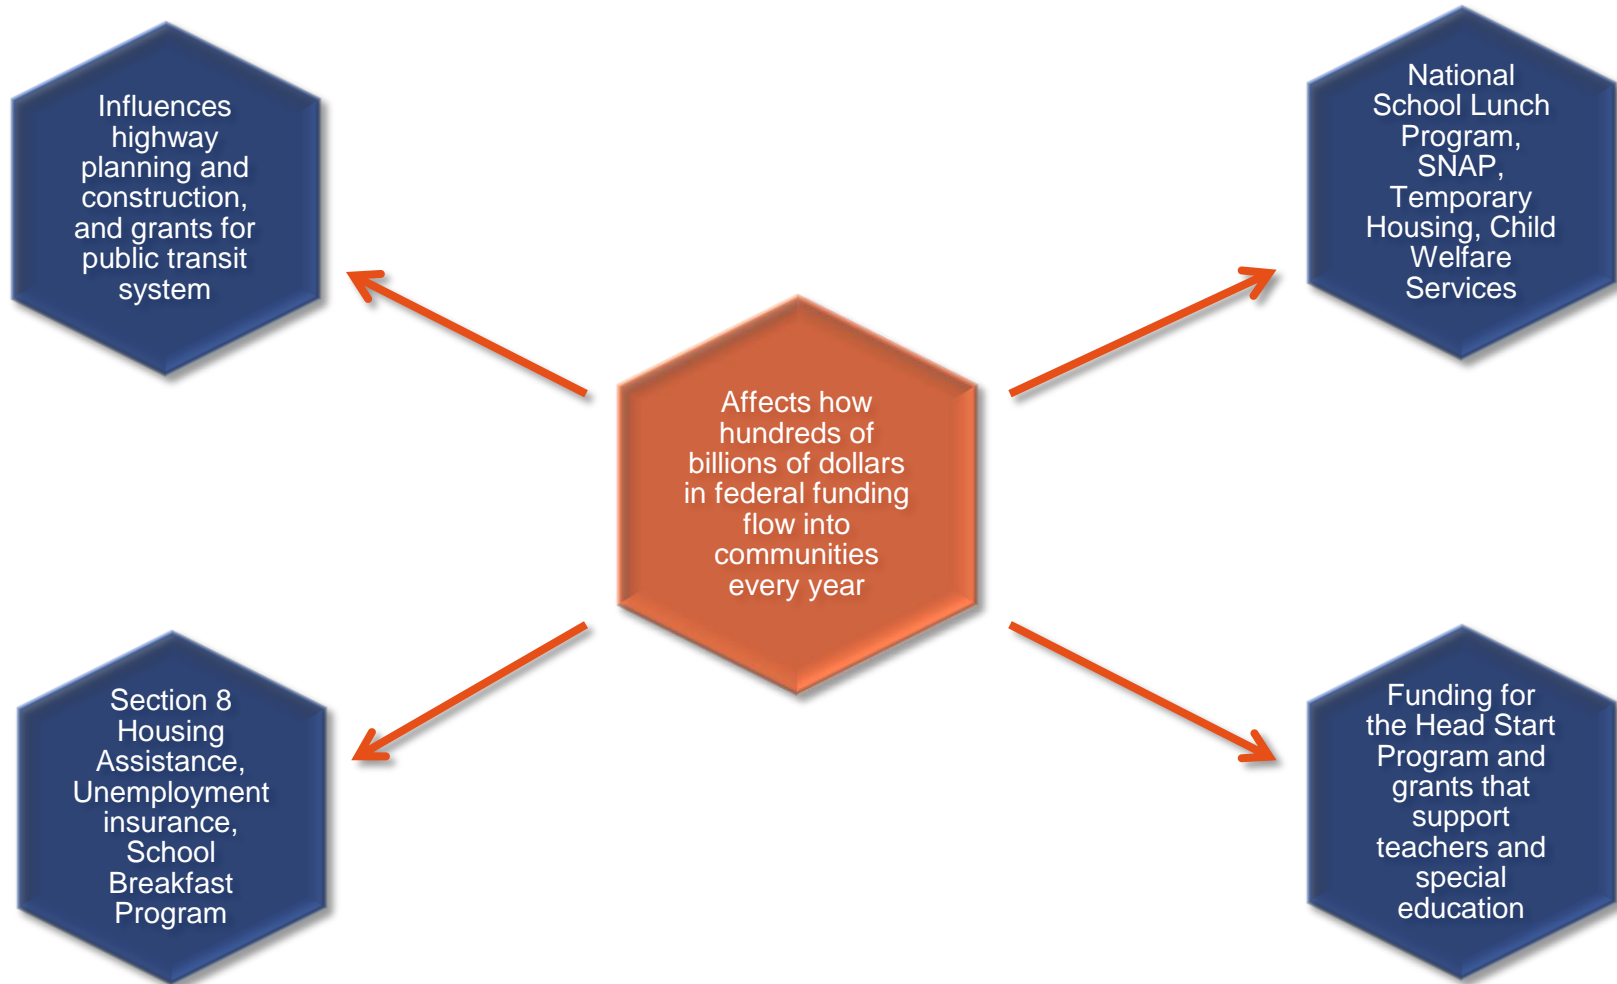 Influences
highway
planning and
construction,
and grants for
public transit
system
National
School Lunch
Program,
SNAP,
Temporary
Housing, Child
Welfare
Services
Affects how
hundreds of
billions of dollars
in federal funding
flow into
communities
every year
Section 8
Housing
Assistance,
Unemployment
insurance,
School
Breakfast
Program
Funding for
the Head Start
Program and
grants that
support
teachers and
special
education